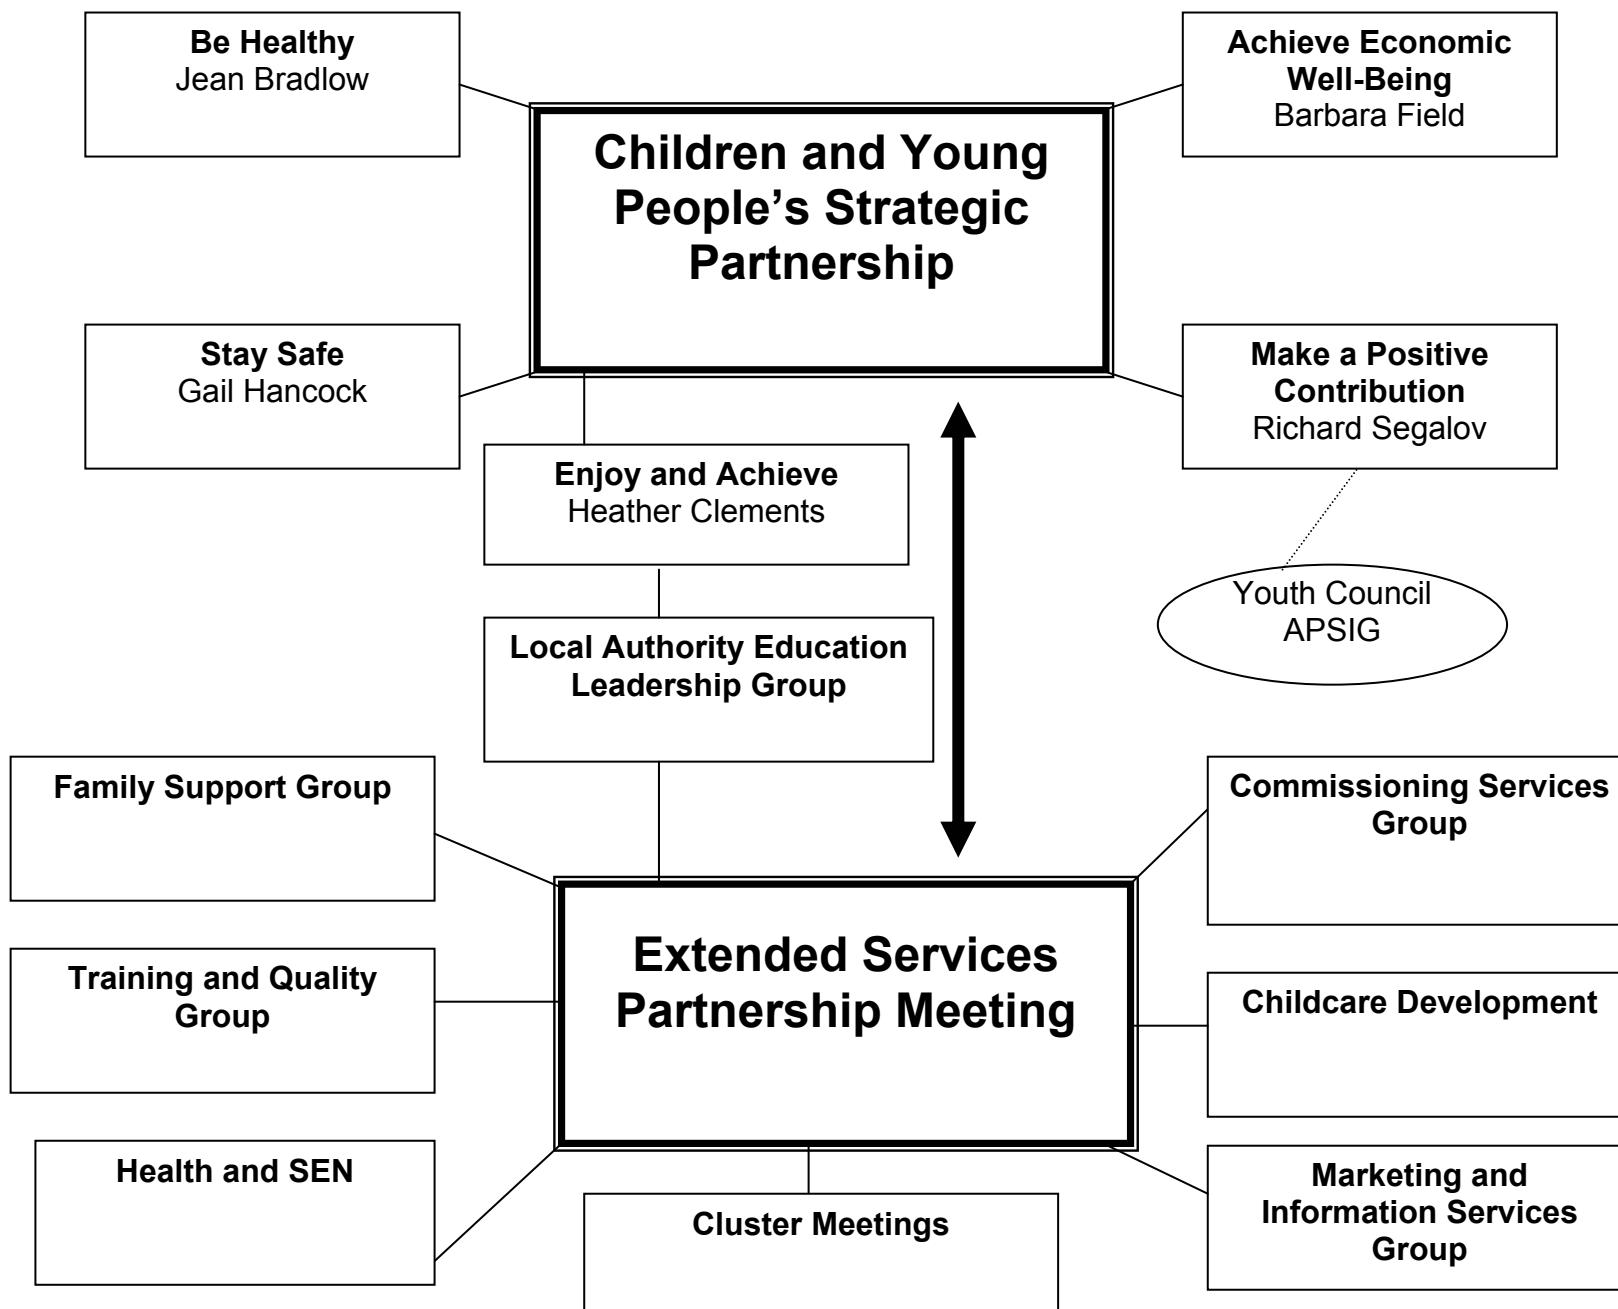 Be Healthy
Jean Bradlow
Achieve Economic
Well-Being
Barbara Field
Children and Young
People’s Strategic
Partnership
Stay Safe
Gail Hancock
Make a Positive
Contribution
Richard Segalov
Enjoy and Achieve
Heather Clements
Youth Council
APSIG
Local Authority Education
Leadership Group
Family Support Group
Commissioning Services
Group
Extended Services
Partnership Meeting
Training and Quality
Group
Childcare Development
Health and SEN
Cluster Meetings
Marketing and
Information Services
Group